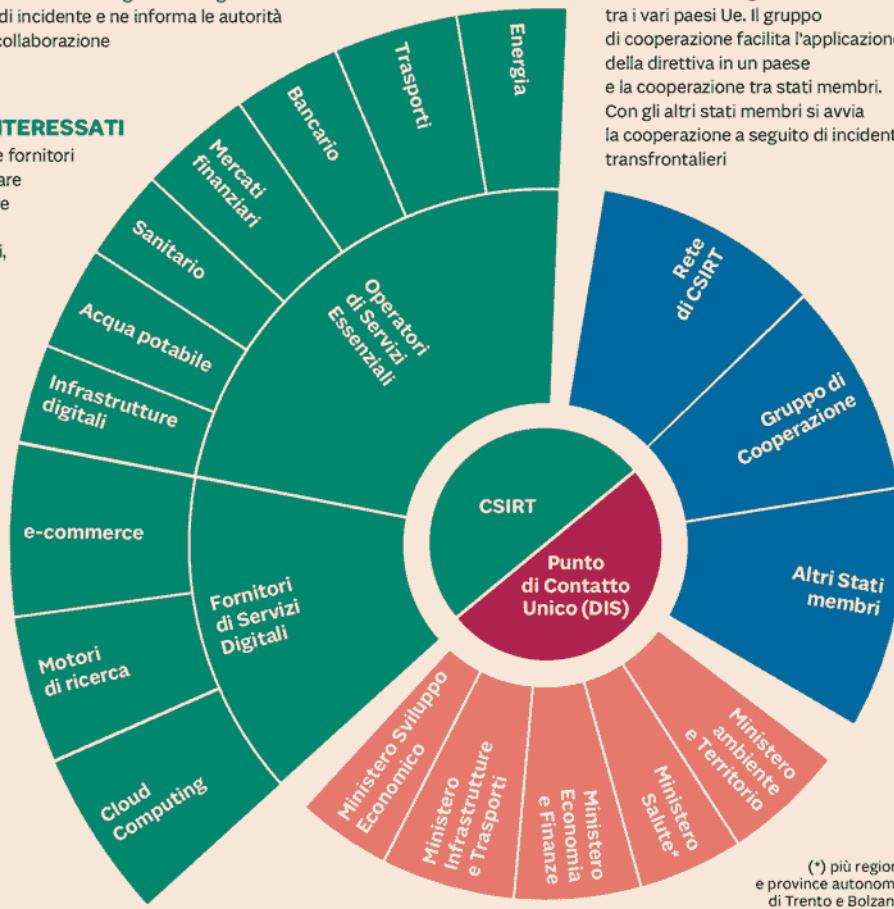 di incidente e ne informa le autorità
collaborazione
tra i vari paesi Ue. Il gruppo
di cooperazione facilita l'applicazione
della direttiva in un paese
e la cooperazione tra stati membri.
Con gli altri stati membri si avvia
la cooperazione a seguito di incident
transfrontalieri
NTERESSATI
e fornitori
are
e
i,
Energia
Trasporti
Bancario
Mercati
finanziari
Sanitario
Acqua potabile
Infrastrutture
digitali
Operatori
di Servizi
Essenziali
e-commerce
Motori
di ricerca
Cloud
Computing
Fornitori
di Servizi
Digitali
CSIRT
Punto
di Contatto
Unico (DIS)
Rete
di CSIRT
Gruppo di
Cooperazione
Altri Stati
membri
Ministero Sviluppo
Economico
Ministero
Infrastrutture
e Trasporti
Ministero
Economia
e Finanze
Ministero
Salute*
Ministero
ambiente
e Territorio
(*) più region
e province autonom
di Trento e Bolzan